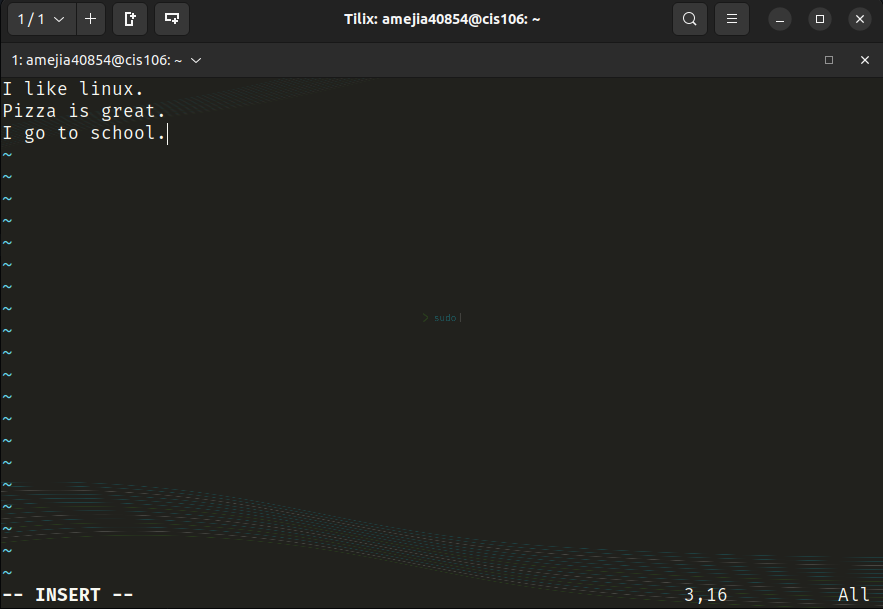 1 / 1
Tilix: amejia40854@cis106: ~
1: amejia40854@cis106: ~
I like linux.
Pizza is great.
I go to school.
~
~
~
~
~
~
~
~
> sudo
~
~
~
~
~
~
~
~
~
~
~
~
-- INSERT -- 3,16 All